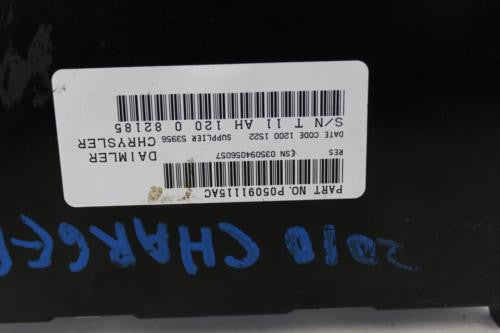 PART NO. P05091115AC
RES ESN 035094056057
DAIMLER
CHRYSLER
DATE CODE 1200 1522 SUPPLIER 53956
S/N T 11 AH 120 0 82185
2010 CHARGER